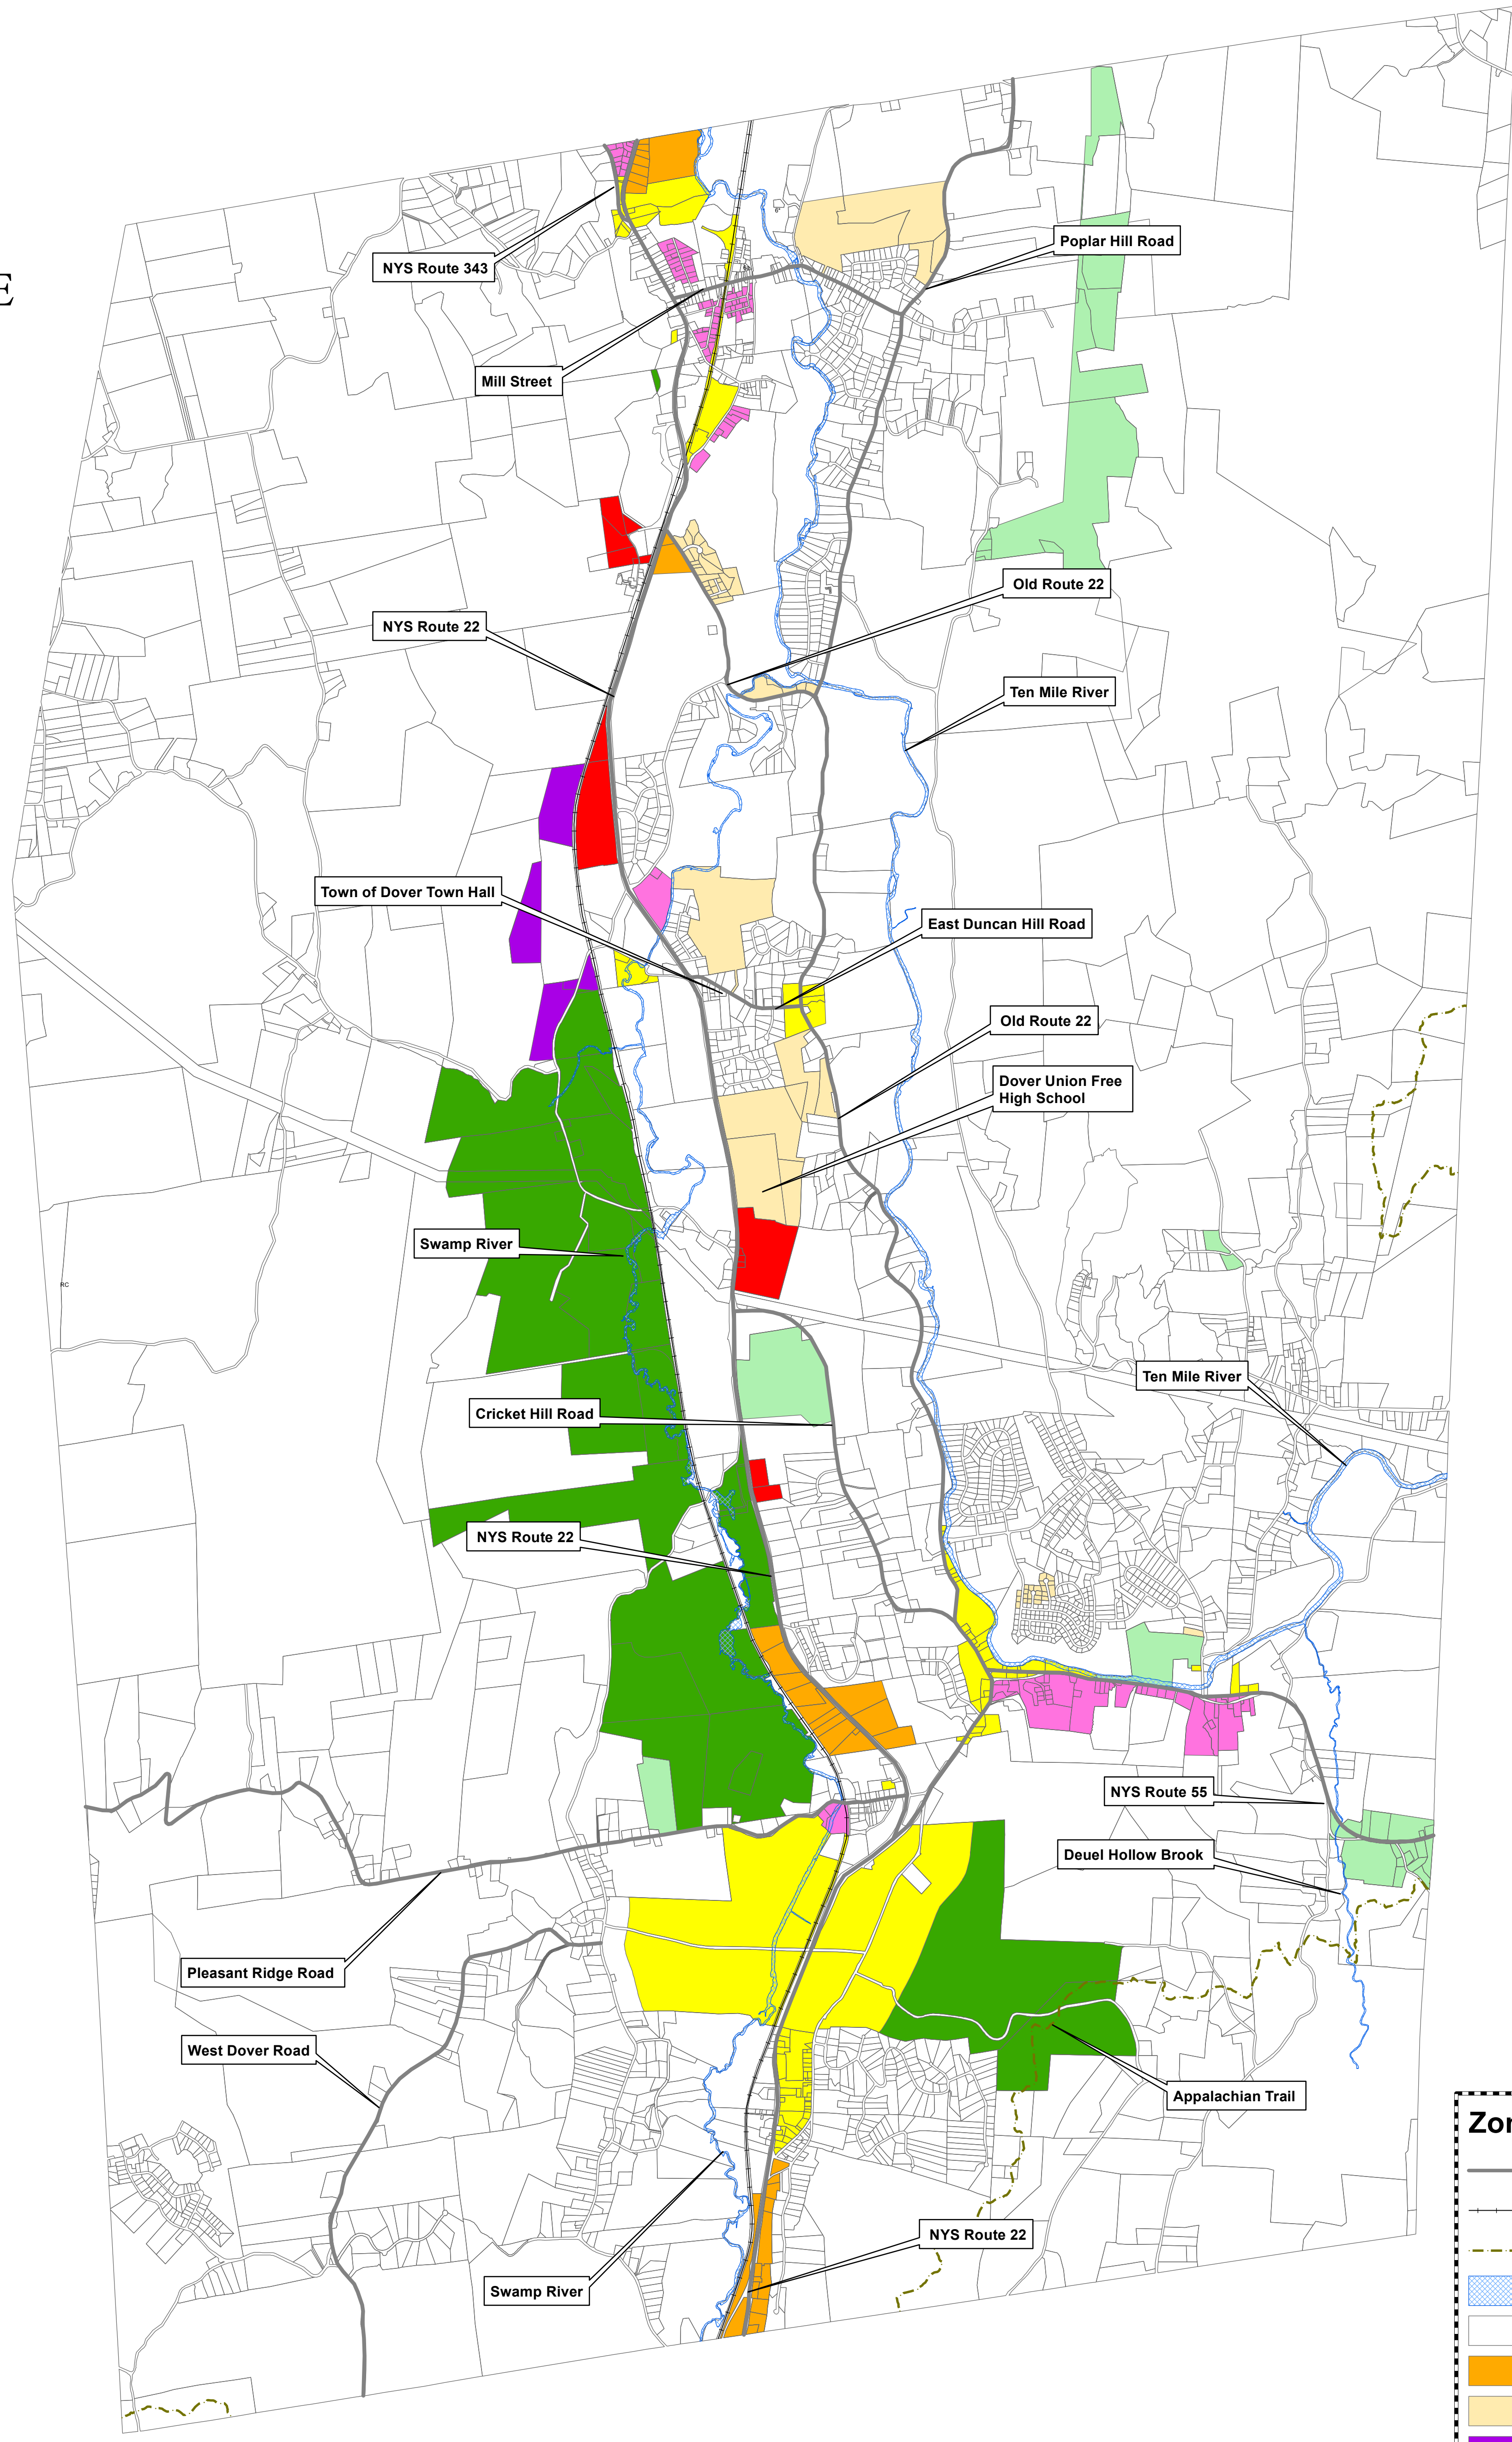 E
Poplar Hill Road
NYS Route 343
Mill Street
Old Route 22
NYS Route 22
Ten Mile River
Town of Dover Town Hall
East Duncan Hill Road
Old Route 22
Dover Union Free
High School
Swamp River
RC
Ten Mile River
Cricket Hill Road
NYS Route 22
NYS Route 55
Deuel Hollow Brook
Pleasant Ridge Road
West Dover Road
Appalachian Trail
Zor
NYS Route 22
Swamp River